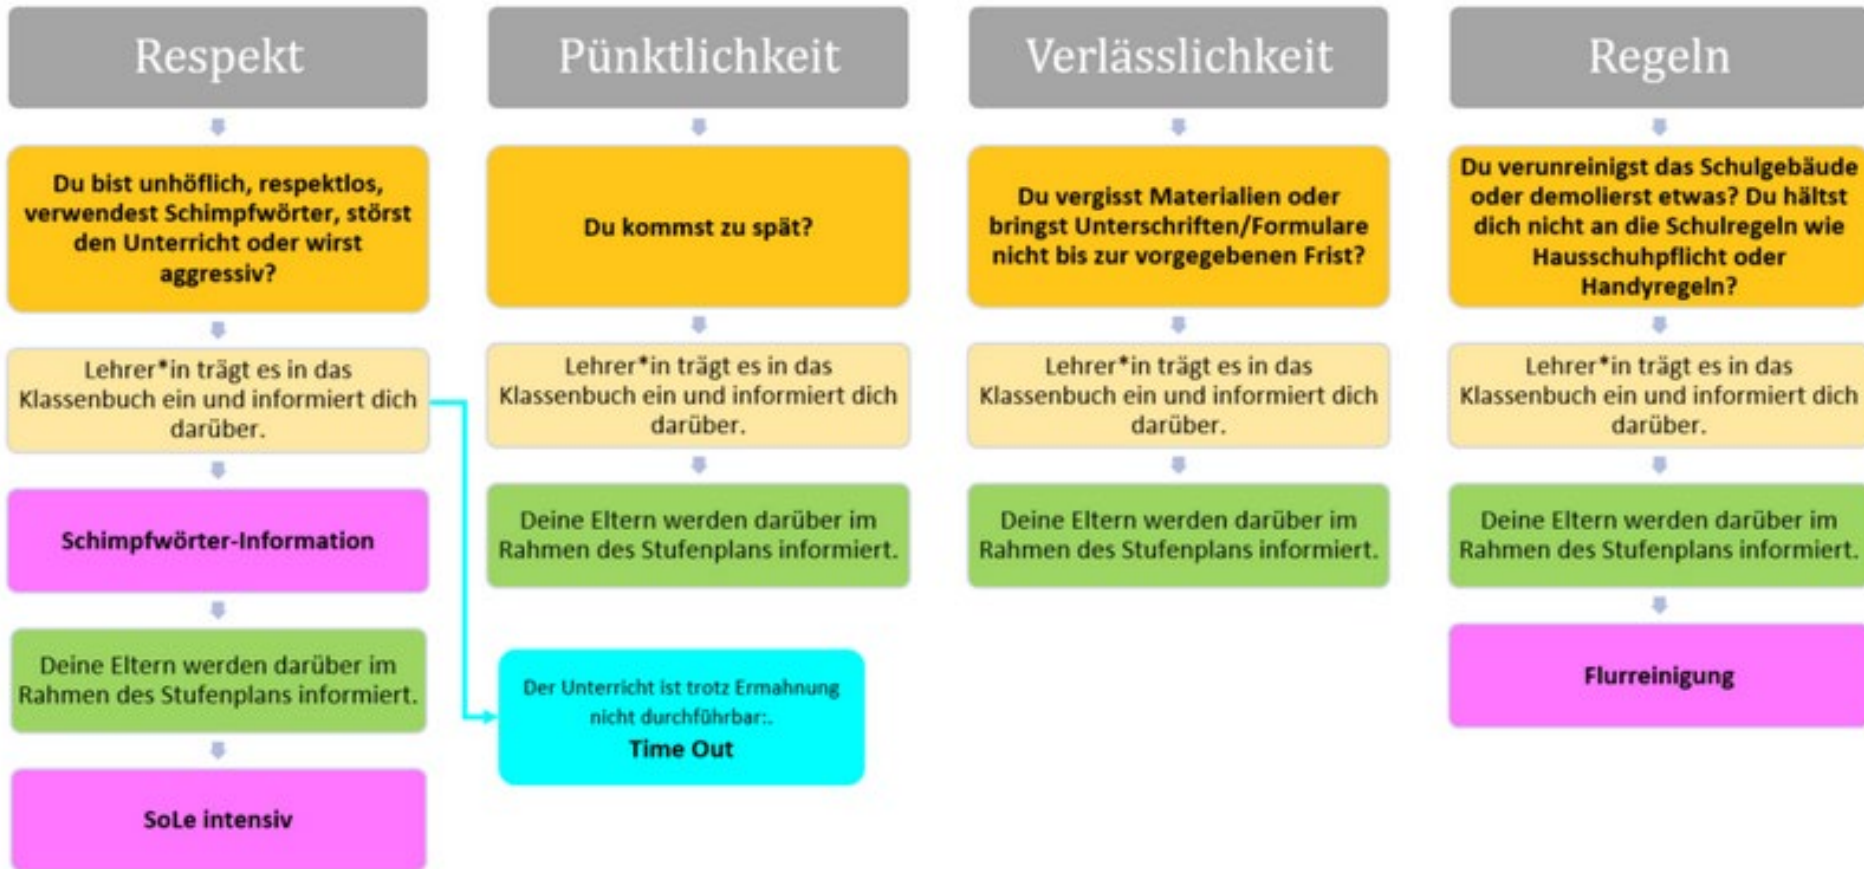 Respekt
Du bist unhöflich, respektlos,
verwendest Schimpfwörter, störst
den Unterricht oder wirst
aggressiv?
Lehrer*in trägt es in das
Klassenbuch ein und informiert dich
darüber.
Schimpfwörter-Information
Deine Eltern werden darüber im
Rahmen des Stufenplans informiert.
SoLe intensiv
Pünktlichkeit
Du kommst zu spät?
Lehrer*in trägt es in das
Klassenbuch ein und informiert dich
darüber.
Deine Eltern werden darüber im
Rahmen des Stufenplans informiert.
Der Unterricht ist trotz Ermahnung
nicht durchführbar:.
Time Out
Verlässlichkeit
Du vergisst Materialien oder
bringst Unterschriften/Formulare
nicht bis zur vorgegebenen Frist?
Lehrer*in trägt es in das
Klassenbuch ein und informiert dich
darüber.
Deine Eltern werden darüber im
Rahmen des Stufenplans informiert.
Regeln
Du verunreinigst das Schulgebäude
oder demolierst etwas? Du hältst
dich nicht an die Schulregeln wie
Hausschuhpflicht oder
Handyregeln?
Lehrer*in trägt es in das
Klassenbuch ein und informiert dich
darüber.
Deine Eltern werden darüber im
Rahmen des Stufenplans informiert.
Flurreinigung